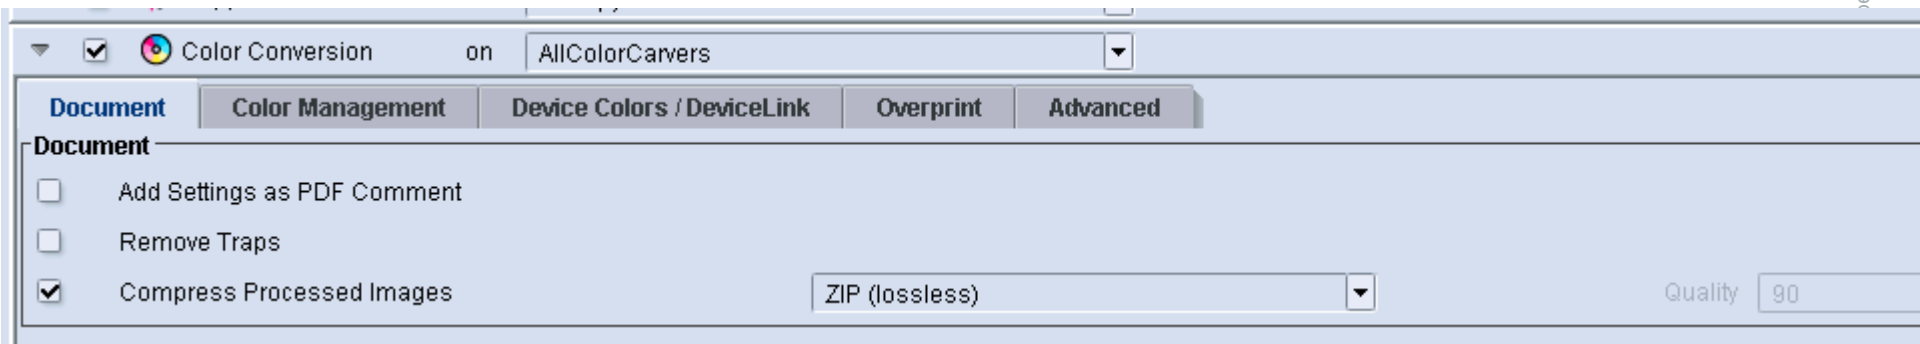 Color Conversion on AllColorCarvers
Document Color Management Device Colors / DeviceLink Overprint Advanced
Document
Add Settings as PDF Comment
Remove Traps
Compress Processed Images ZIP (lossless) Quality 90